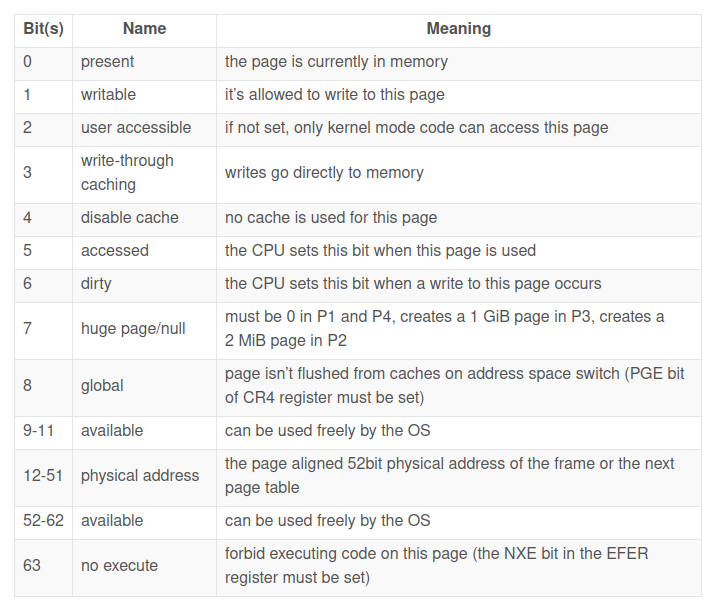 Bit(s) Name Meaning
0 present the page is currently in memory
1 writable it’s allowed to write to this page
2 user accessible if not set, only kernel mode code can access this page
3 write-through caching writes go directly to memory
4 disable cache no cache is used for this page
5 accessed the CPU sets this bit when this page is used
6 dirty the CPU sets this bit when a write to this page occurs
7 huge page/null must be 0 in P1 and P4, creates a 1 GiB page in P3, creates a
2 MiB page in P2
8 global page isn’t flushed from caches on address space switch (PGE bit
of CR4 register must be set)
9-11 available can be used freely by the OS
12-51 physical address the page aligned 52bit physical address of the frame or the next
page table
52-62 available can be used freely by the OS
63 no execute forbid executing code on this page (the NXE bit in the EFER
register must be set)